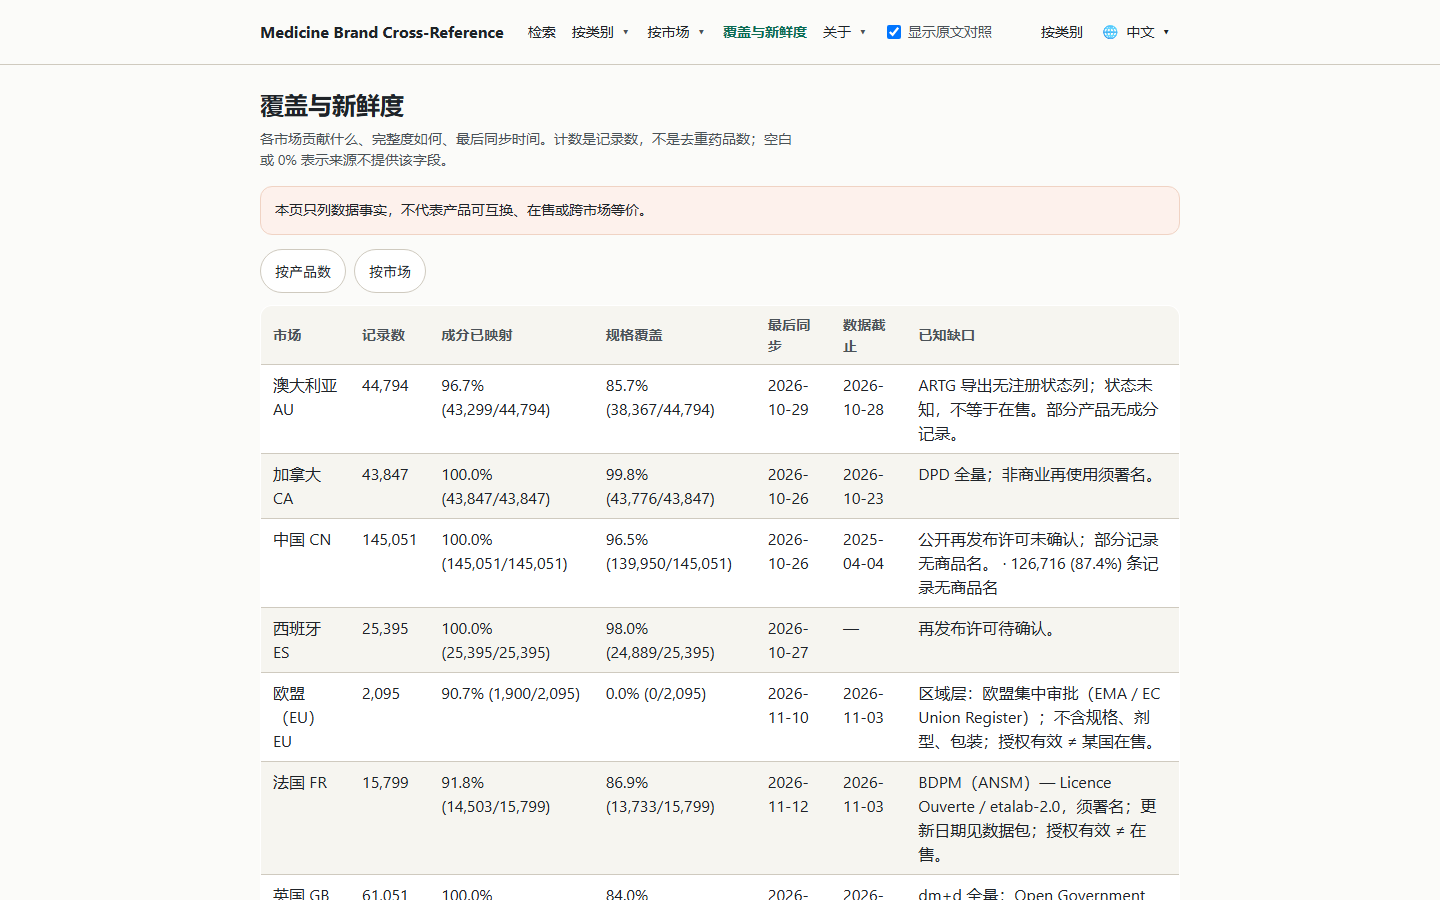 Medicine Brand Cross-Reference 检索 按类别 ▾ 按市场 ▾ 覆盖与新鲜度 关于 ▾ 显示原文对照 按类别 🌐 中文 ▾
覆盖与新鲜度
各市场贡献什么、完整度如何、最后同步时间。计数是记录数，不是去重药品数；空白
或 0% 表示来源不提供该字段。
本页只列数据事实，不代表产品可互换、在售或跨市场等价。
按产品数 按市场
市场 记录数 成分已映射 规格覆盖 最后同步 数据截止 已知缺口
澳大利亚 44,794 96.7% 85.7% 2026- 2026- ARTG 导出无注册状态列；状态未
AU (43,299/44,794) (38,367/44,794) 10-29 10-28 知，不等于在售。部分产品无成分
记录。
加拿大 43,847 100.0% 99.8% 2026- 2026- DPD 全量；非商业再使用须署名。
CA (43,847/43,847) (43,776/43,847) 10-26 10-23
中国 CN 145,051 100.0% 96.5% 2026- 2025- 公开再发布许可未确认；部分记录
(145,051/145,051) (139,950/145,051) 10-26 04-04 无商品名。 · 126,716 (87.4%) 条记
录无商品名
西班牙 25,395 100.0% 98.0% 2026- — 再发布许可待确认。
ES (25,395/25,395) (24,889/25,395) 10-27
欧盟 2,095 90.7% (1,900/2,095) 0.0% (0/2,095) 2026- 2026- 区域层：欧盟集中审批（EMA / EC
（EU） 11-10 11-03 Union Register）；不含规格、剂
EU 型、包装；授权有效 ≠ 某国在售。
法国 FR 15,799 91.8% 86.9% 2026- 2026- BDPM（ANSM）— Licence
(14,503/15,799) (13,733/15,799) 11-12 11-03 Ouverte / etalab-2.0，须署名；更
新日期见数据包；授权有效 ≠ 在
售。
英国 GB 61,051 100.0% 84.0% 2026- 2026- dm+d 全量；Open Government